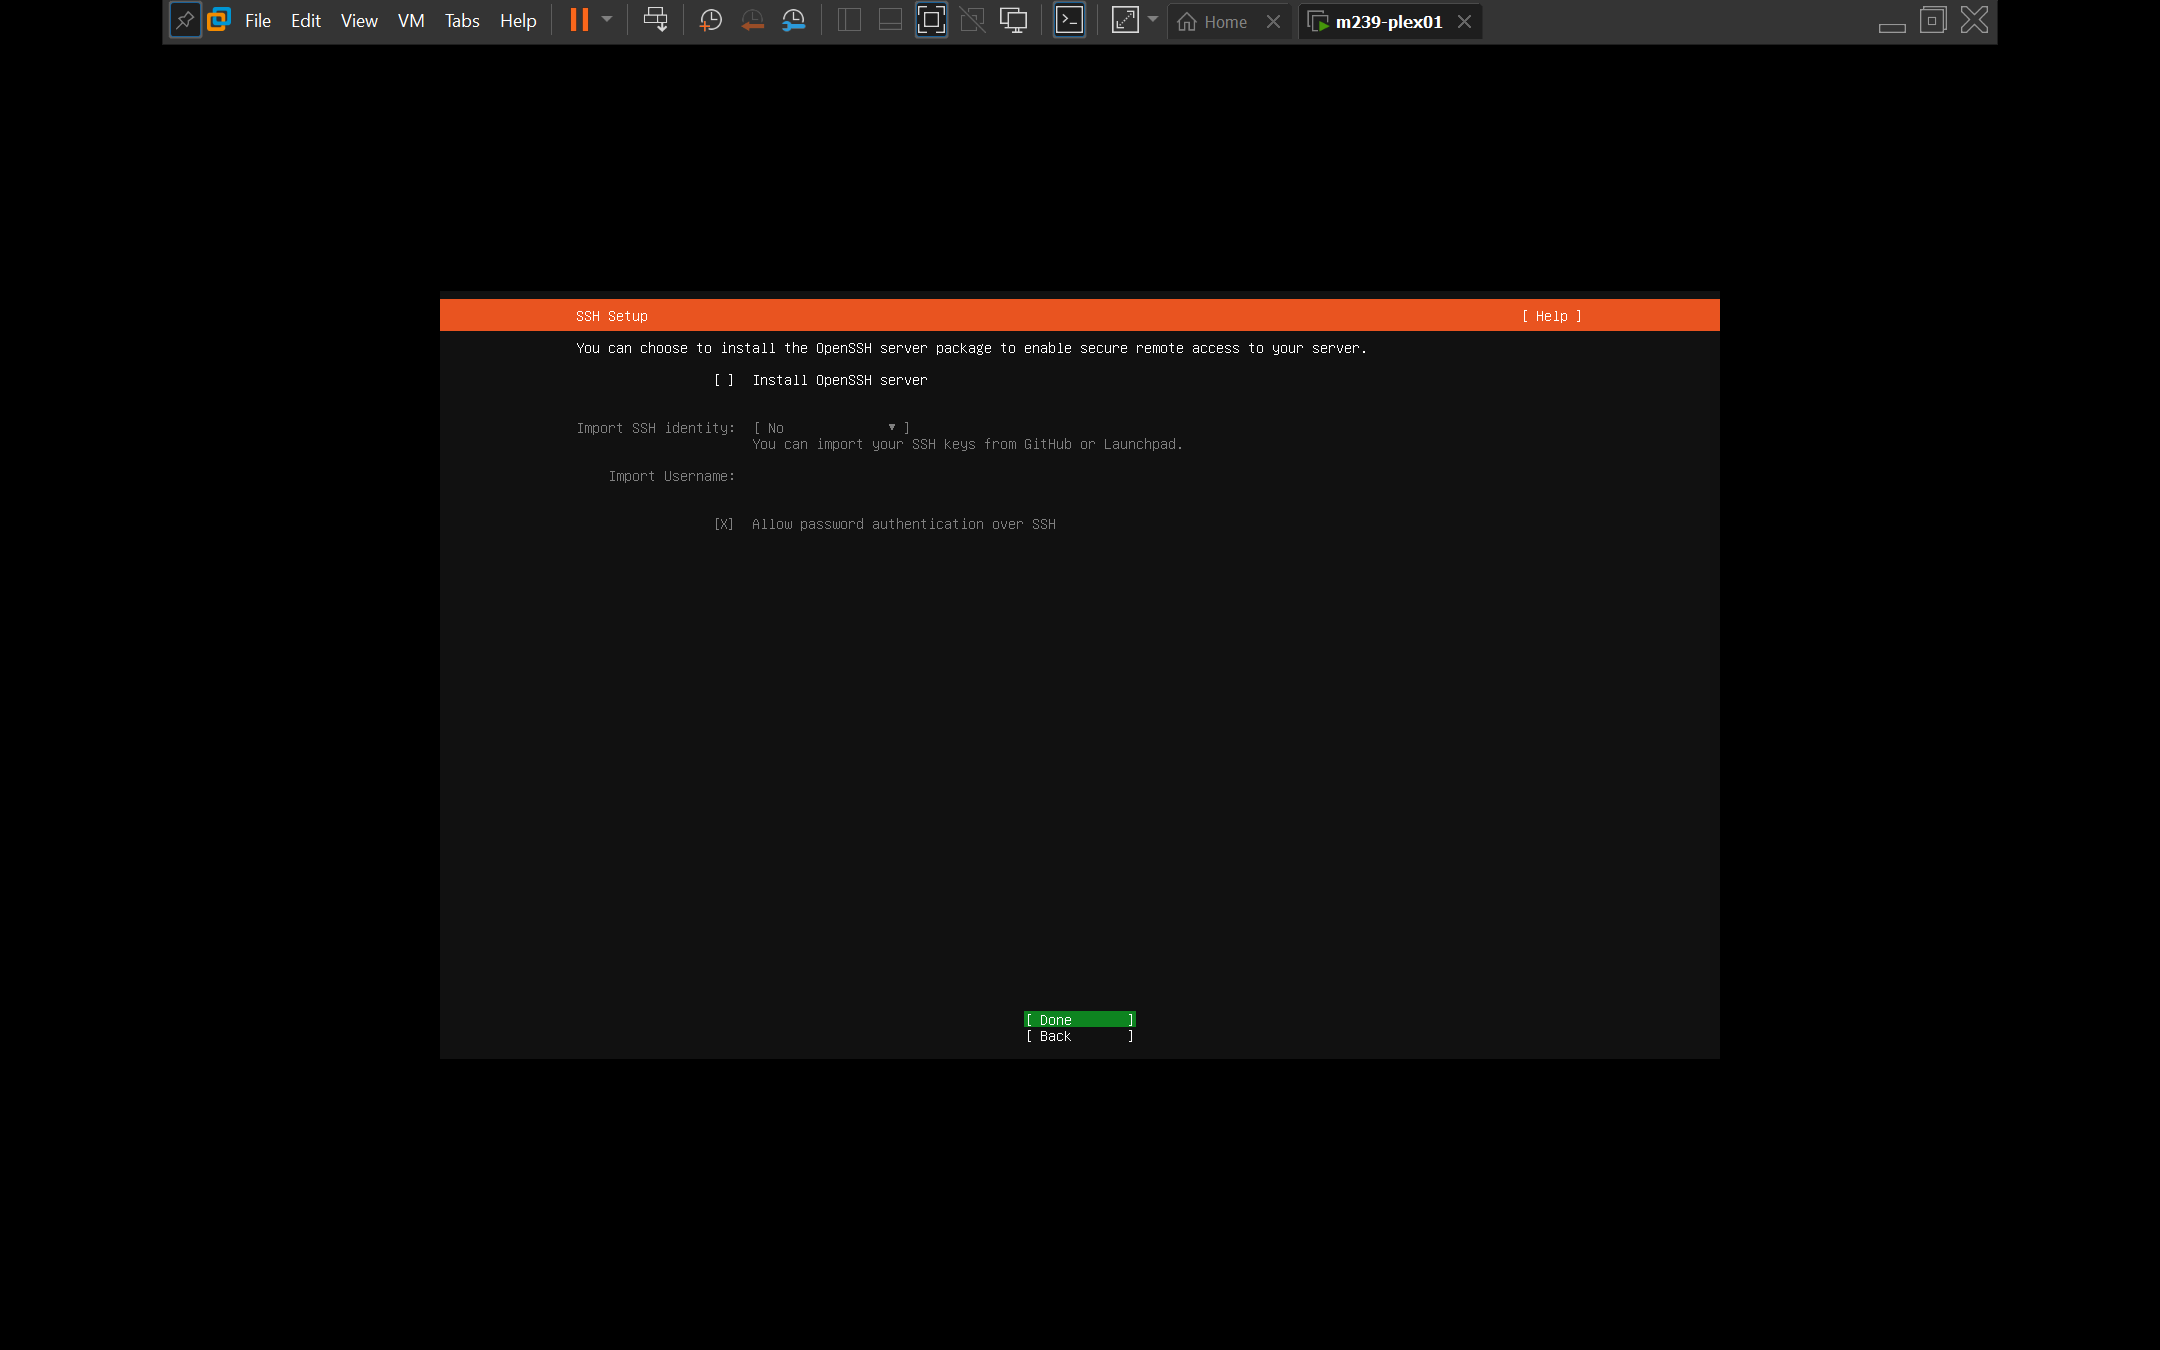 File Edit View VM Tabs Help Home m239-plex01
SSH Setup [ Help ]
You can choose to install the OpenSSH server package to enable secure remote access to your server.
[ ] Install OpenSSH server
Import SSH identity: [ No ▼ ]
You can import your SSH keys from GitHub or Launchpad.
Import Username:
[X] Allow password authentication over SSH
[ Done ]
[ Back ]